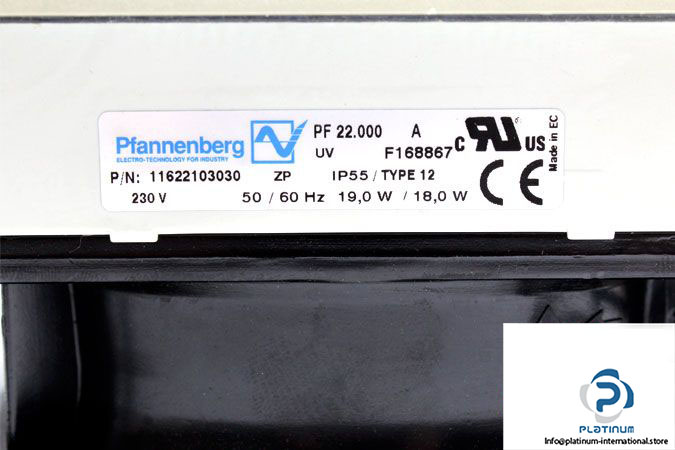 Pfannenberg
ELECTRO-TECHNOLOGY FOR INDUSTRY
PF 22.000 A
UV F168867
P/N: 11622103030 ZP IP55 / TYPE 12
230 V 50 / 60 Hz 19,0 W / 18,0 W
C UR US
CE
Made in EC
PLATINUM
info@platinum-international.store